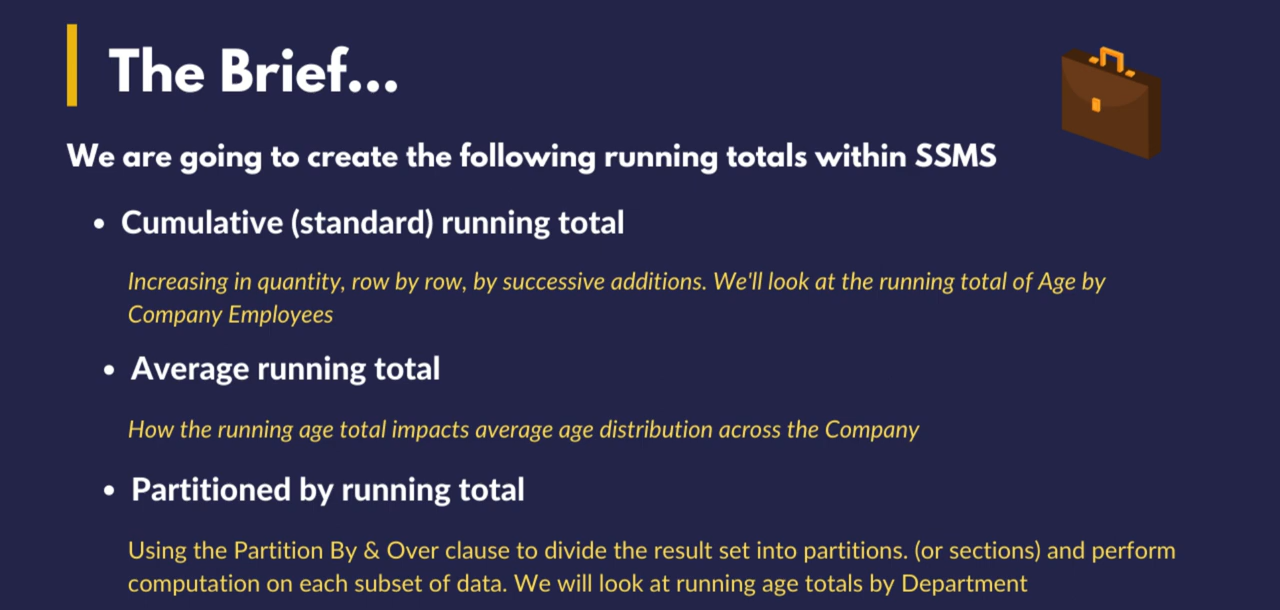 The Brief...
We are going to create the following running totals within SSMS
• Cumulative (standard) running total
Increasing in quantity, row by row, by successive additions. We'll look at the running total of Age by
Company Employees
• Average running total
How the running age total impacts average age distribution across the Company
• Partitioned by running total
Using the Partition By & Over clause to divide the result set into partitions. (or sections) and perform
computation on each subset of data. We will look at running age totals by Department